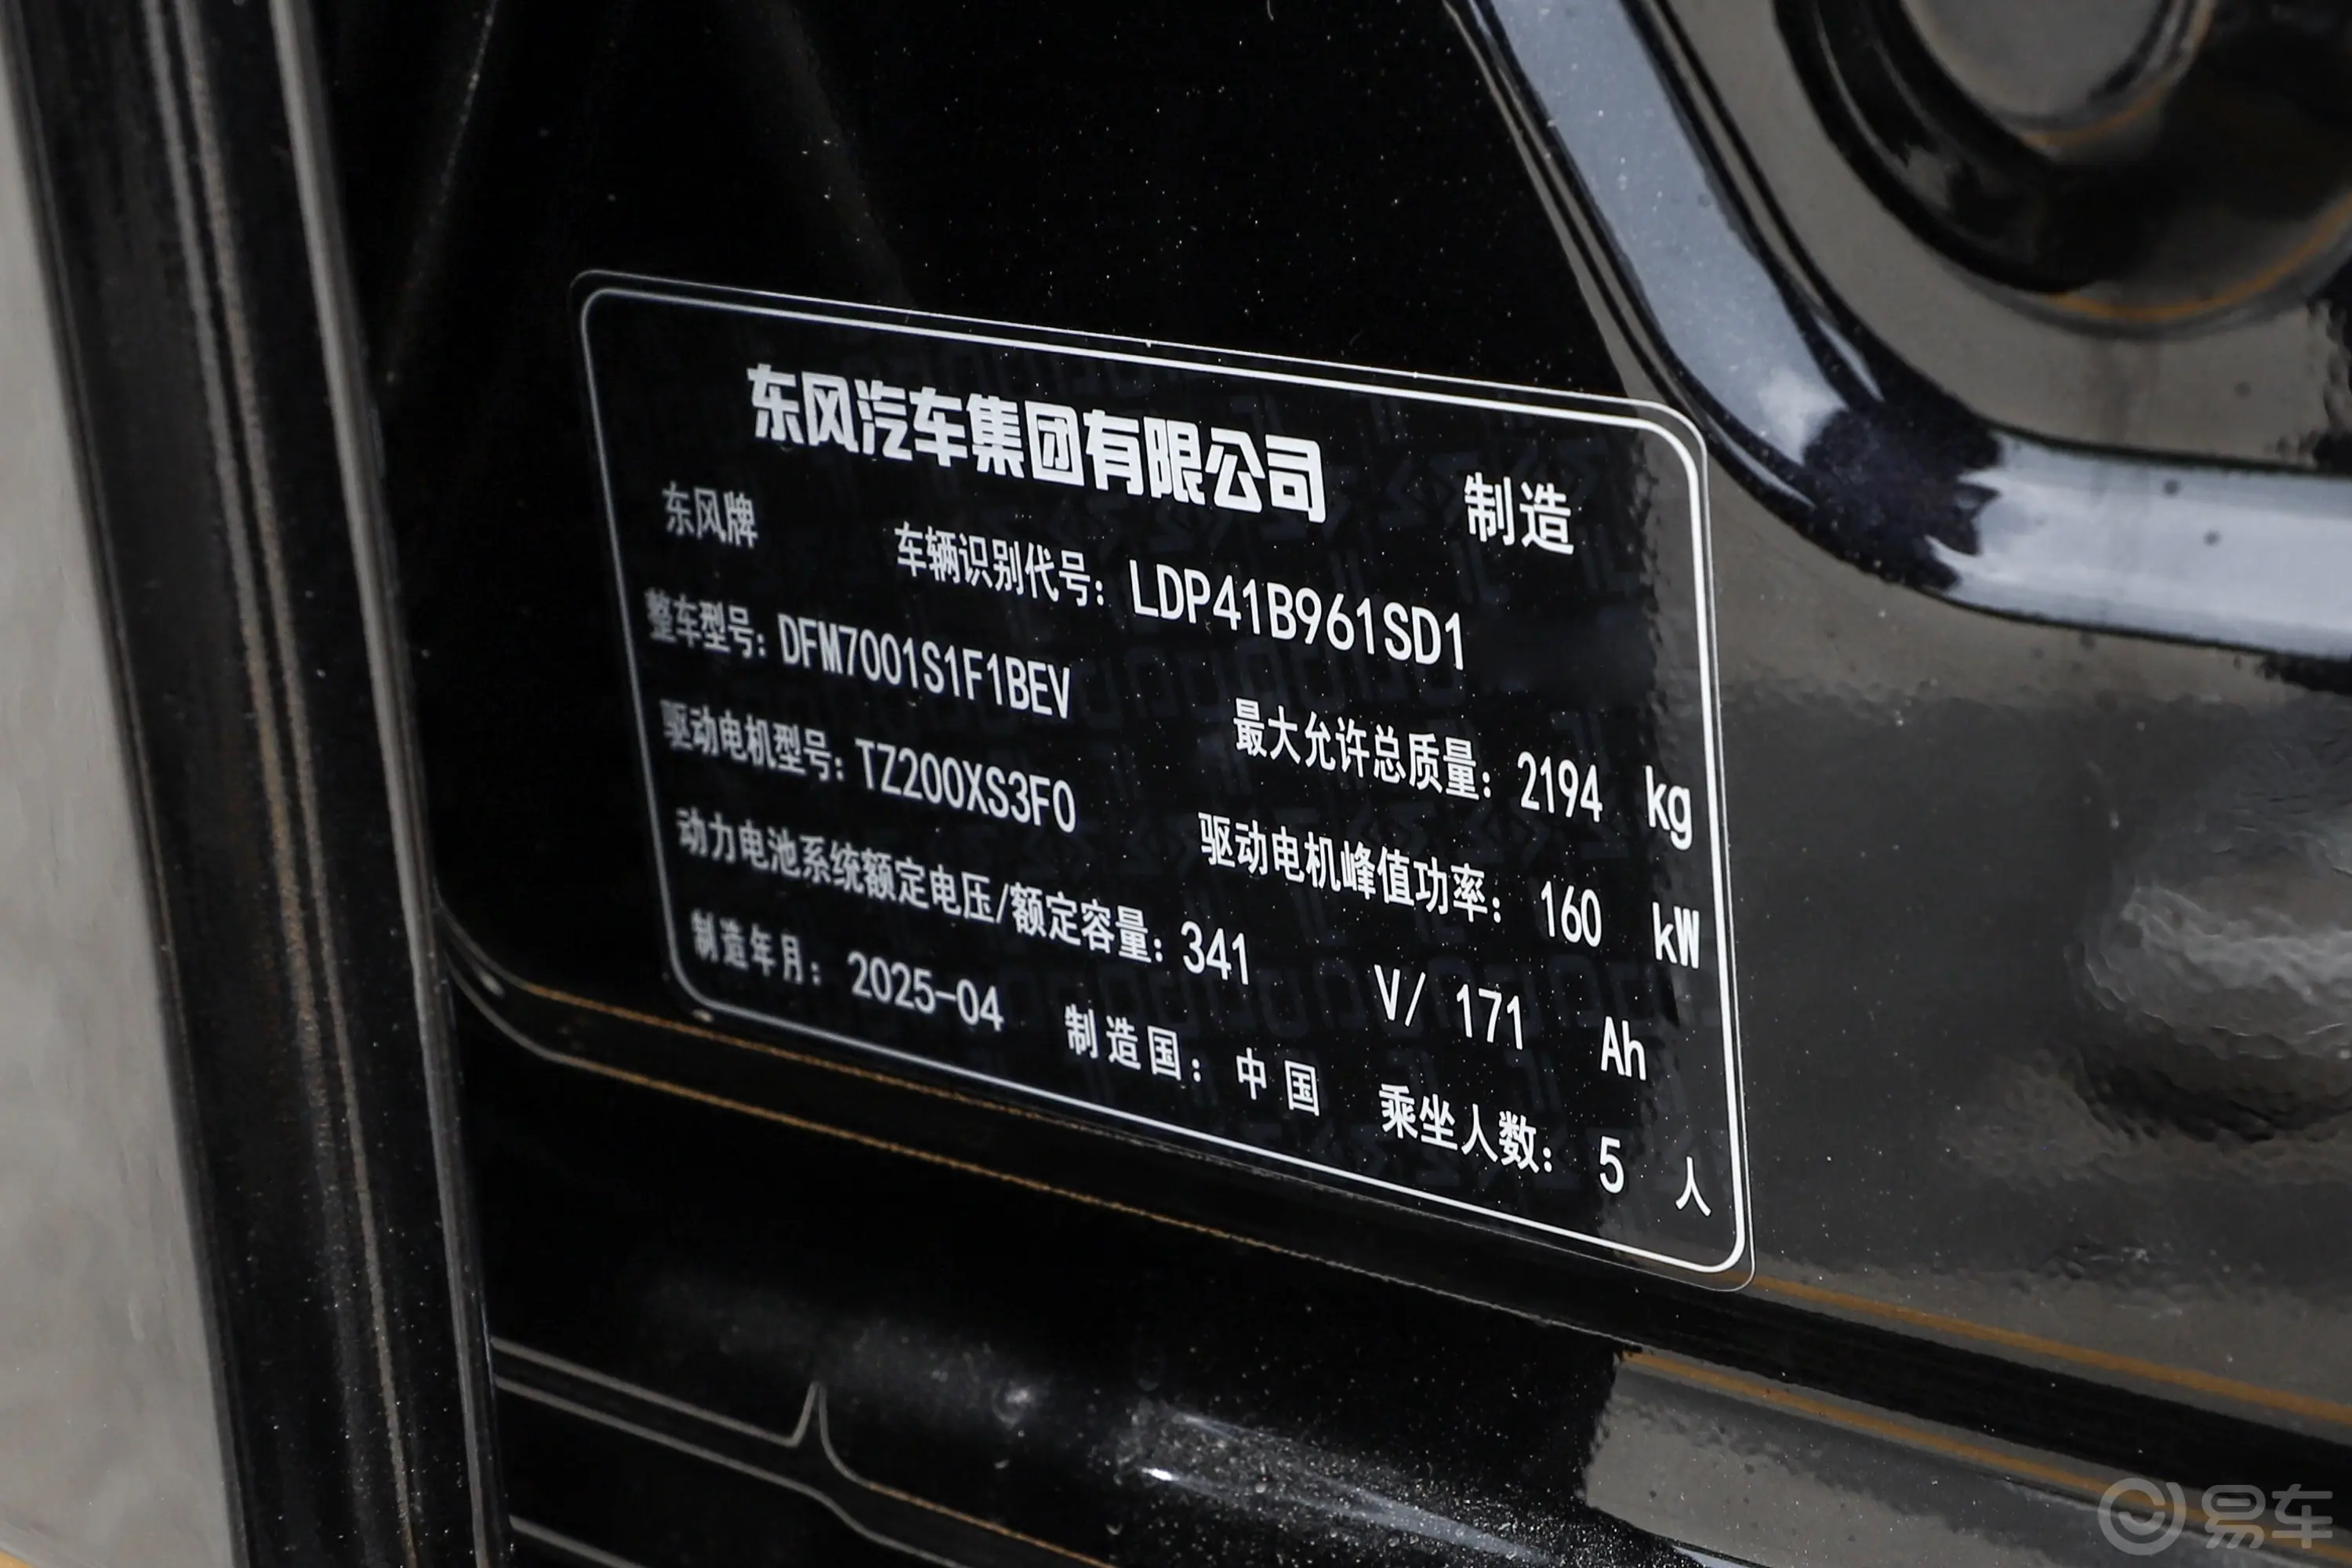 东风汽车集团有限公司 制造
东风牌 车辆识别代号：LDP41B961SD1
整车型号：DFM7001S1F1BEV 最大允许总质量：2194 kg
驱动电机型号：TZ200XS3F0 驱动电机峰值功率：160 kW
动力电池系统额定电压/额定容量：341 V/ 171 Ah
制造年月：2025-04 制造国：中国 乘坐人数：5 人
易车